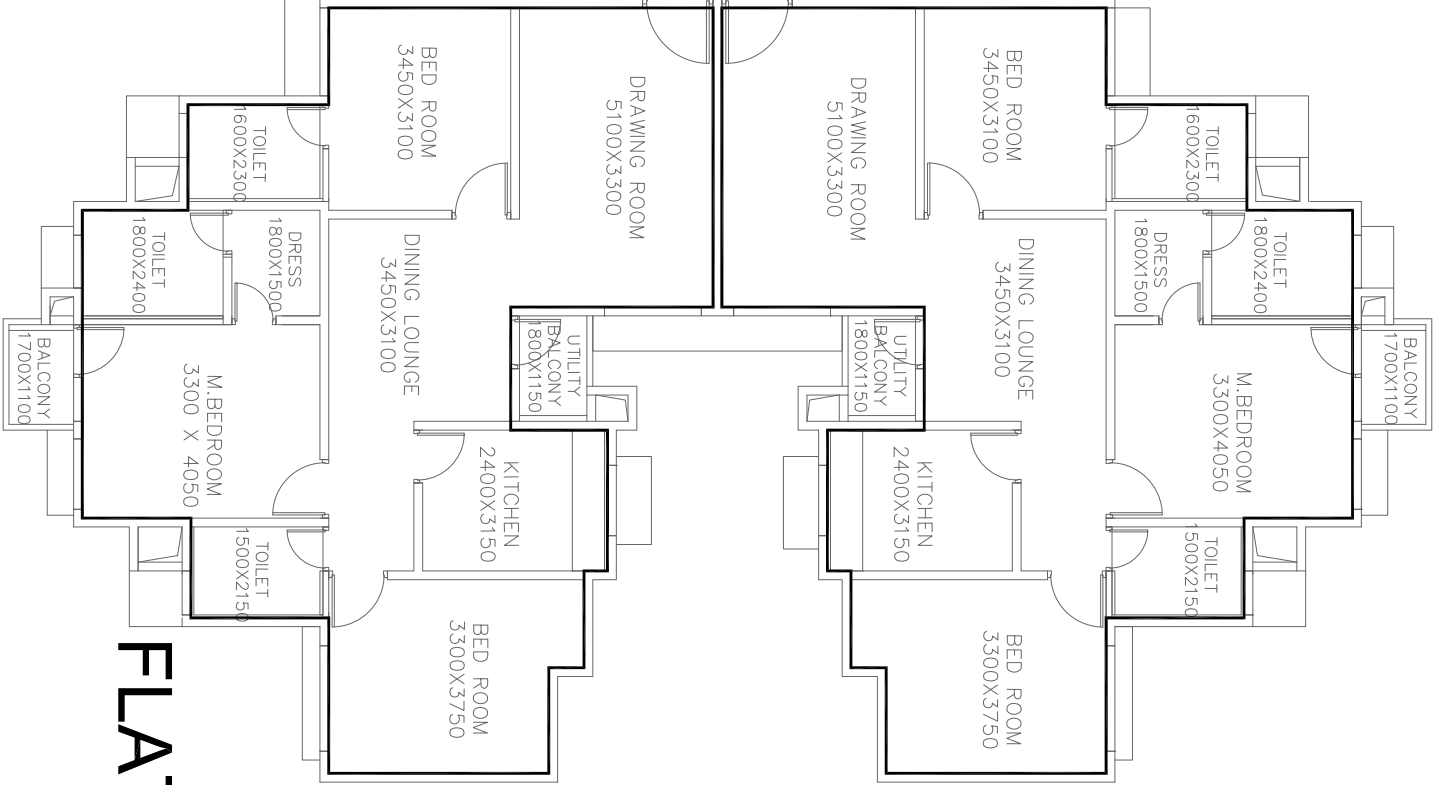 BED ROOM
3450X3100
DRAWING ROOM
5100X3300
DRAWING ROOM
5100X3300
BED ROOM
3450X3100
TOILET
1600X2300
TOILET
1600X2300
TOILET
1800X2400
DRESS
1800X1500
DINING LOUNGE
3450X3100
DINING LOUNGE
3450X3100
DRESS
1800X1500
TOILET
1800X2400
BALCONY
1700X1100
M.BEDROOM
3300 X 4050
UTILITY
BALCONY
1800X1150
UTILITY
BALCONY
1800X1150
M.BEDROOM
3300X4050
BALCONY
1700X1100
KITCHEN
2400X3150
KITCHEN
2400X3150
TOILET
1500X2150
TOILET
1500X2150
BED ROOM
3300X3750
BED ROOM
3300X3750